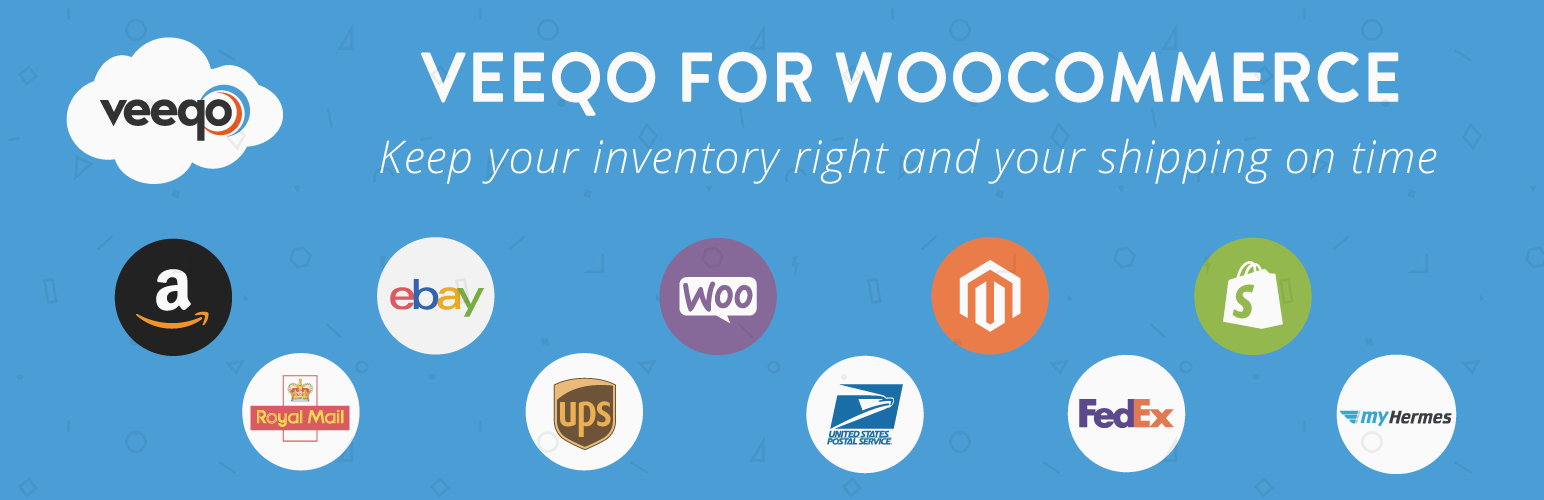 veeqo
VEEQO FOR WOOCOMMERCE
Keep your inventory right and your shipping on time
a
ebay
Woo
S
Royal Mail
ups
UNITED STATES
POSTAL SERVICE
FedEx
myHermes